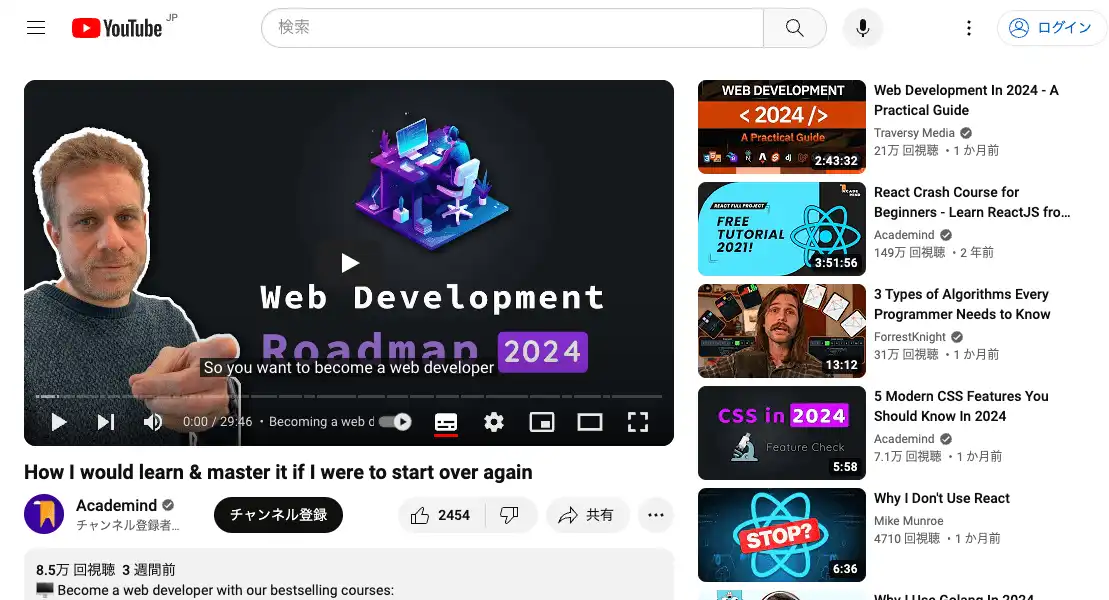 YouTube JP
検索
ログイン
Web Development
Roadmap 2024
So you want to become a web developer
0:00 / 29:46 • Becoming a web d
How I would learn & master it if I were to start over again
Academind
チャンネル登録者...
チャンネル登録
2454
共有
8.5万 回視聴 3 週間前
Become a web developer with our bestselling courses:
WEB DEVELOPMENT
< 2024 />
A Practical Guide
2:43:32
Web Development In 2024 - A
Practical Guide
Traversy Media
21万 回視聴 ・1 か月前
REACT FULL PROJECT
FREE
TUTORIAL
2021!
3:51:56
React Crash Course for
Beginners - Learn ReactJS fro...
Academind
149万 回視聴 ・2 年前
13:12
3 Types of Algorithms Every
Programmer Needs to Know
ForrestKnight
31万 回視聴 ・1 か月前
CSS in 2024
Feature Check
5:58
5 Modern CSS Features You
Should Know In 2024
Academind
7.1万 回視聴 ・1 か月前
STOP?
6:36
Why I Don't Use React
Mike Munroe
4710 回視聴 ・1 か月前
Why I Use Golang In 2024